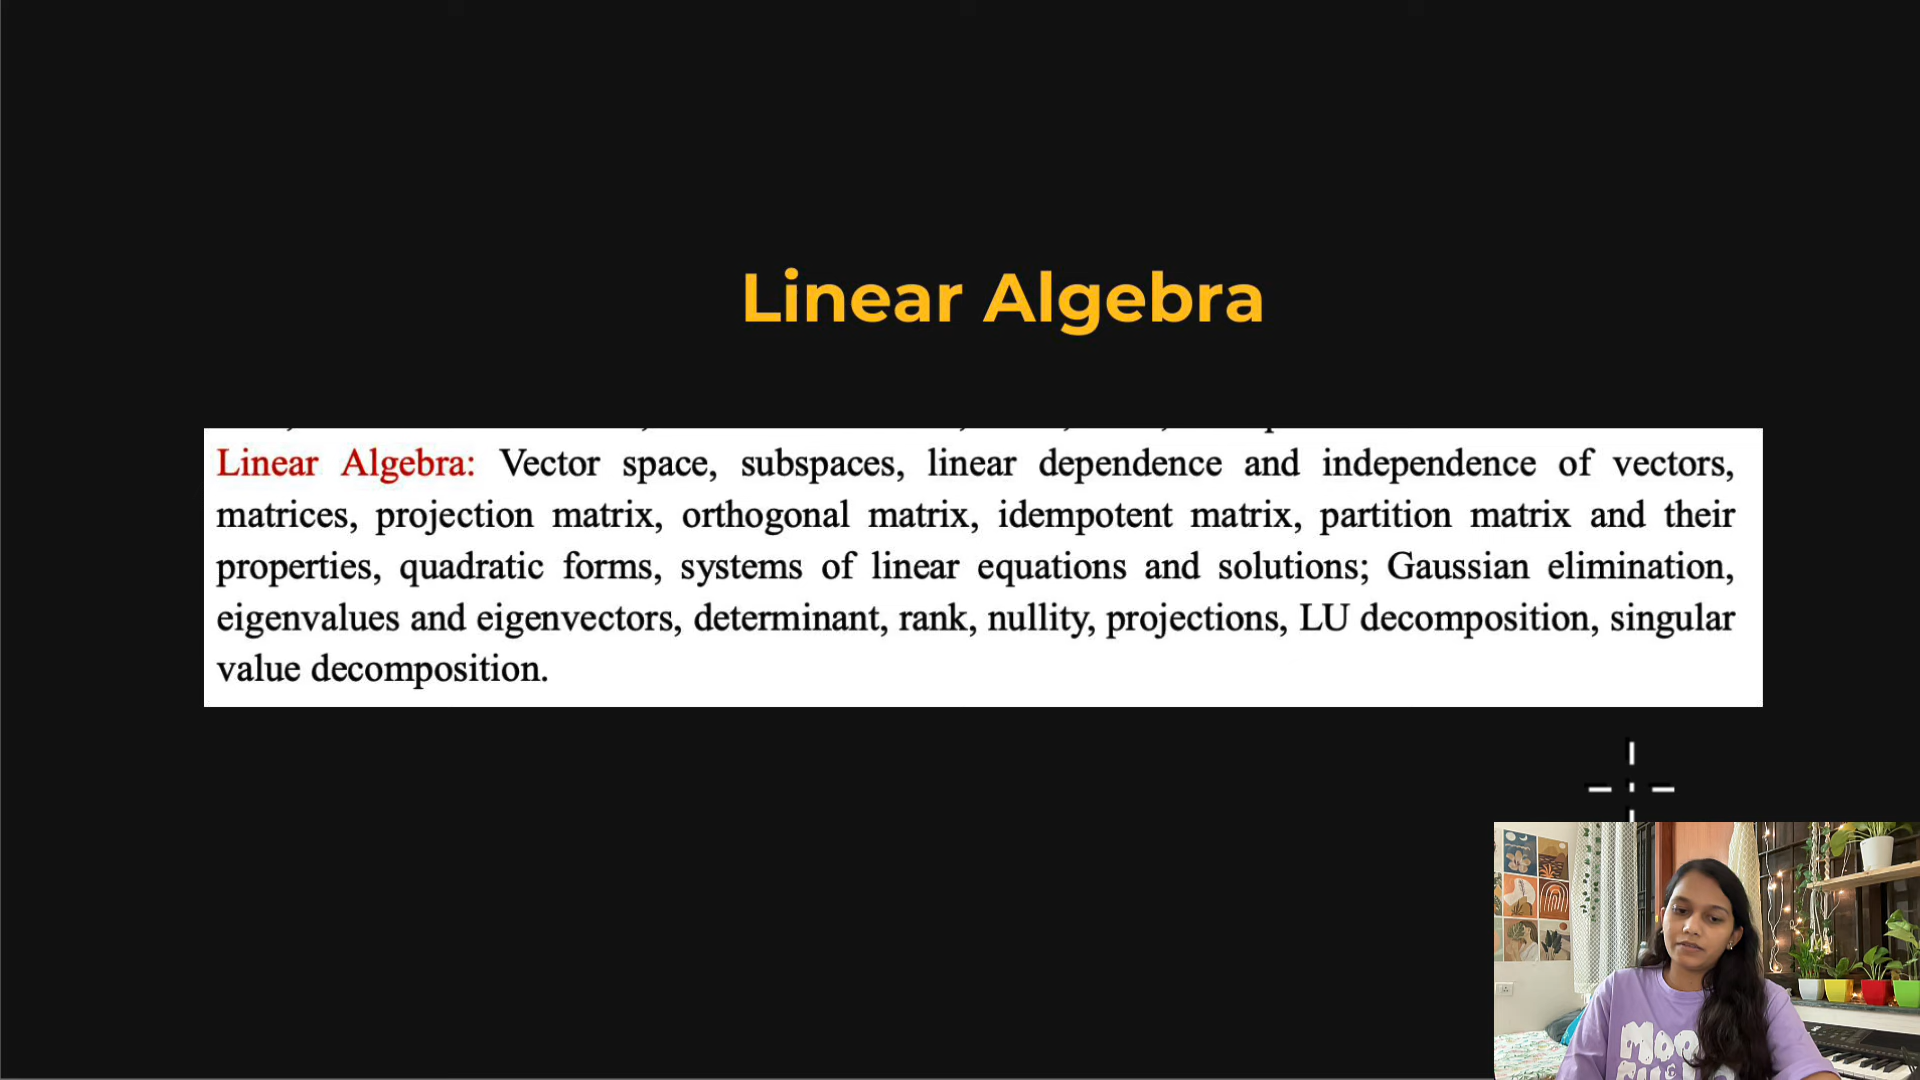 Linear Algebra
Linear Algebra: Vector space, subspaces, linear dependence and independence of vectors,
matrices, projection matrix, orthogonal matrix, idempotent matrix, partition matrix and their
properties, quadratic forms, systems of linear equations and solutions; Gaussian elimination,
eigenvalues and eigenvectors, determinant, rank, nullity, projections, LU decomposition, singular
value decomposition.